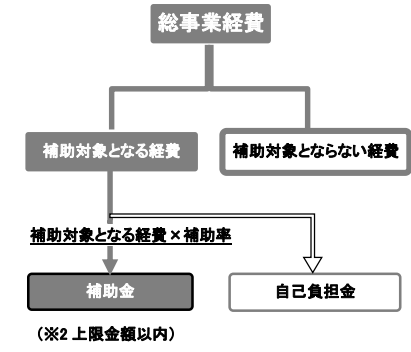 総事業経費
補助対象となる経費
補助対象とならない経費
補助対象となる経費×補助率
補助金
自己負担金
（※2 上限金額以内）